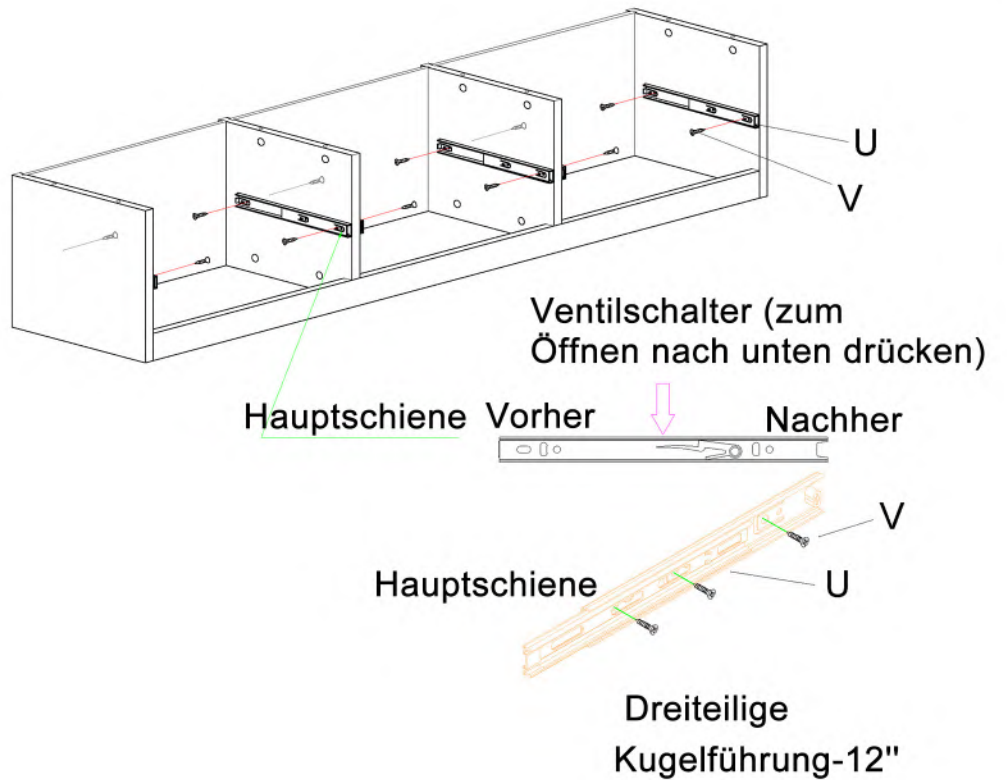 U
V
Ventilschalter (zum
Öffnen nach unten drücken)
Hauptschiene
Vorher
Nachher
V
Hauptschiene
U
Dreiteilige
Kugelführung-12"